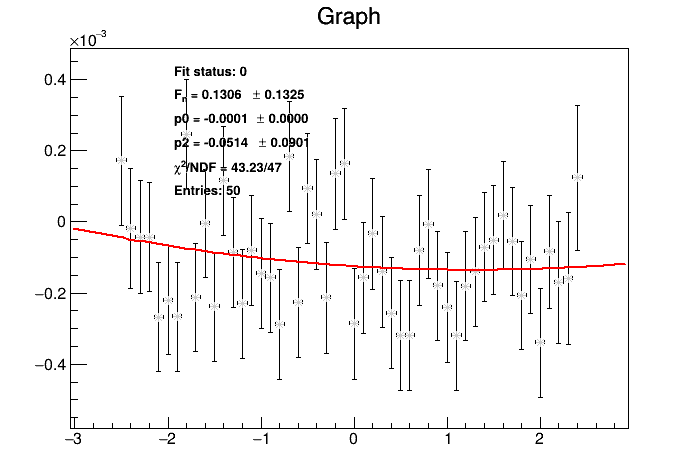 Graph
×10⁻³
Fit status: 0
Fₙ = 0.1306 ± 0.1325
p0 = -0.0001 ± 0.0000
p2 = -0.0514 ± 0.0901
χ²/NDF = 43.23/47
Entries: 50
0.4
0.2
0
−0.2
−0.4
−3 −2 −1 0 1 2